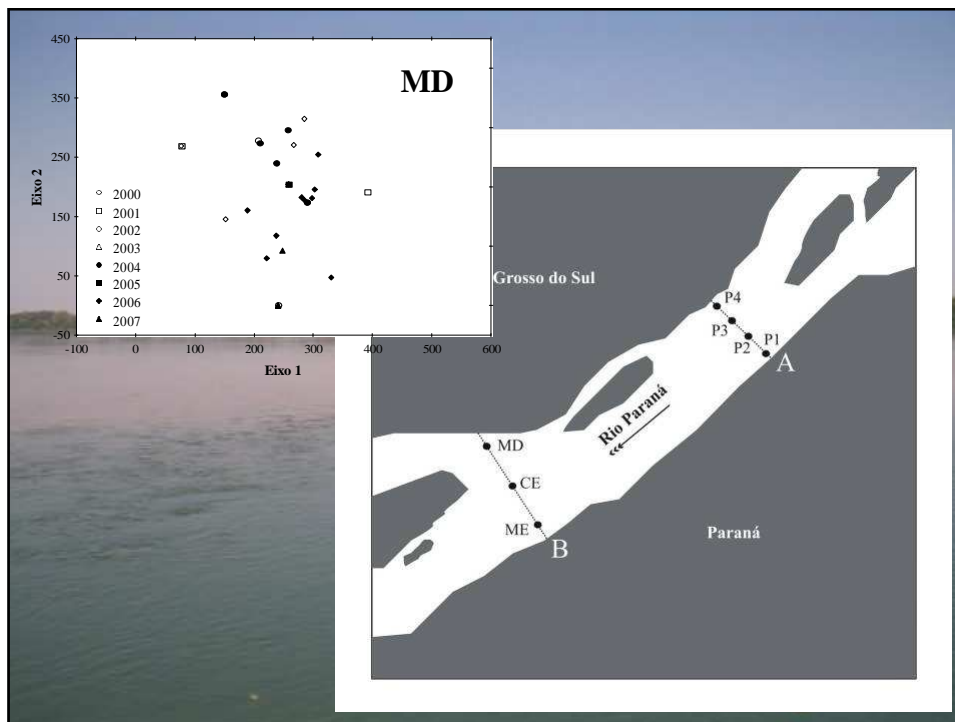 MD
450
350
250
150
50
-50
Eixo 2
2000
2001
2002
2003
2004
2005
2006
2007
-100
0
100
200
300
400
500
600
Eixo 1
Grosso do Sul
P4
P3
P2
P1
A
Rio Paraná
MD
CE
ME
B
Paraná